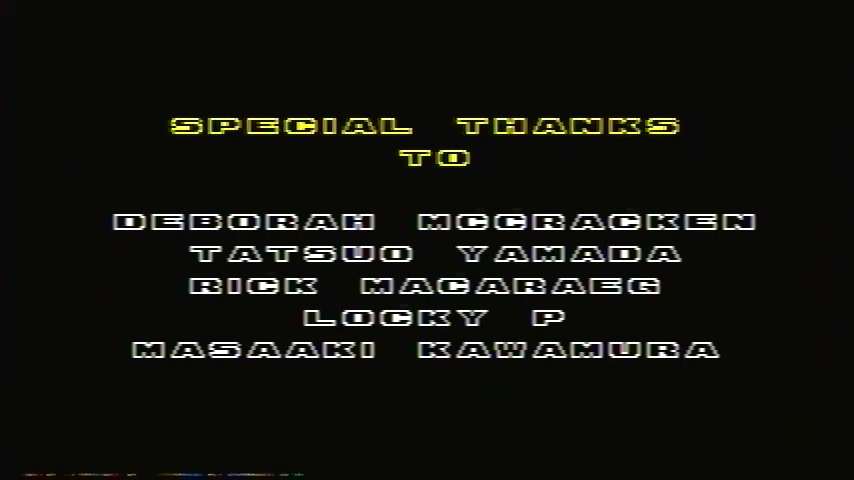 SPECIAL THANKS
TO
DEBORAH MCCRACKEN
TATSUO YAMADA
RICK MACARAEG
LOCKY P
MASAAKI KAWAMURA